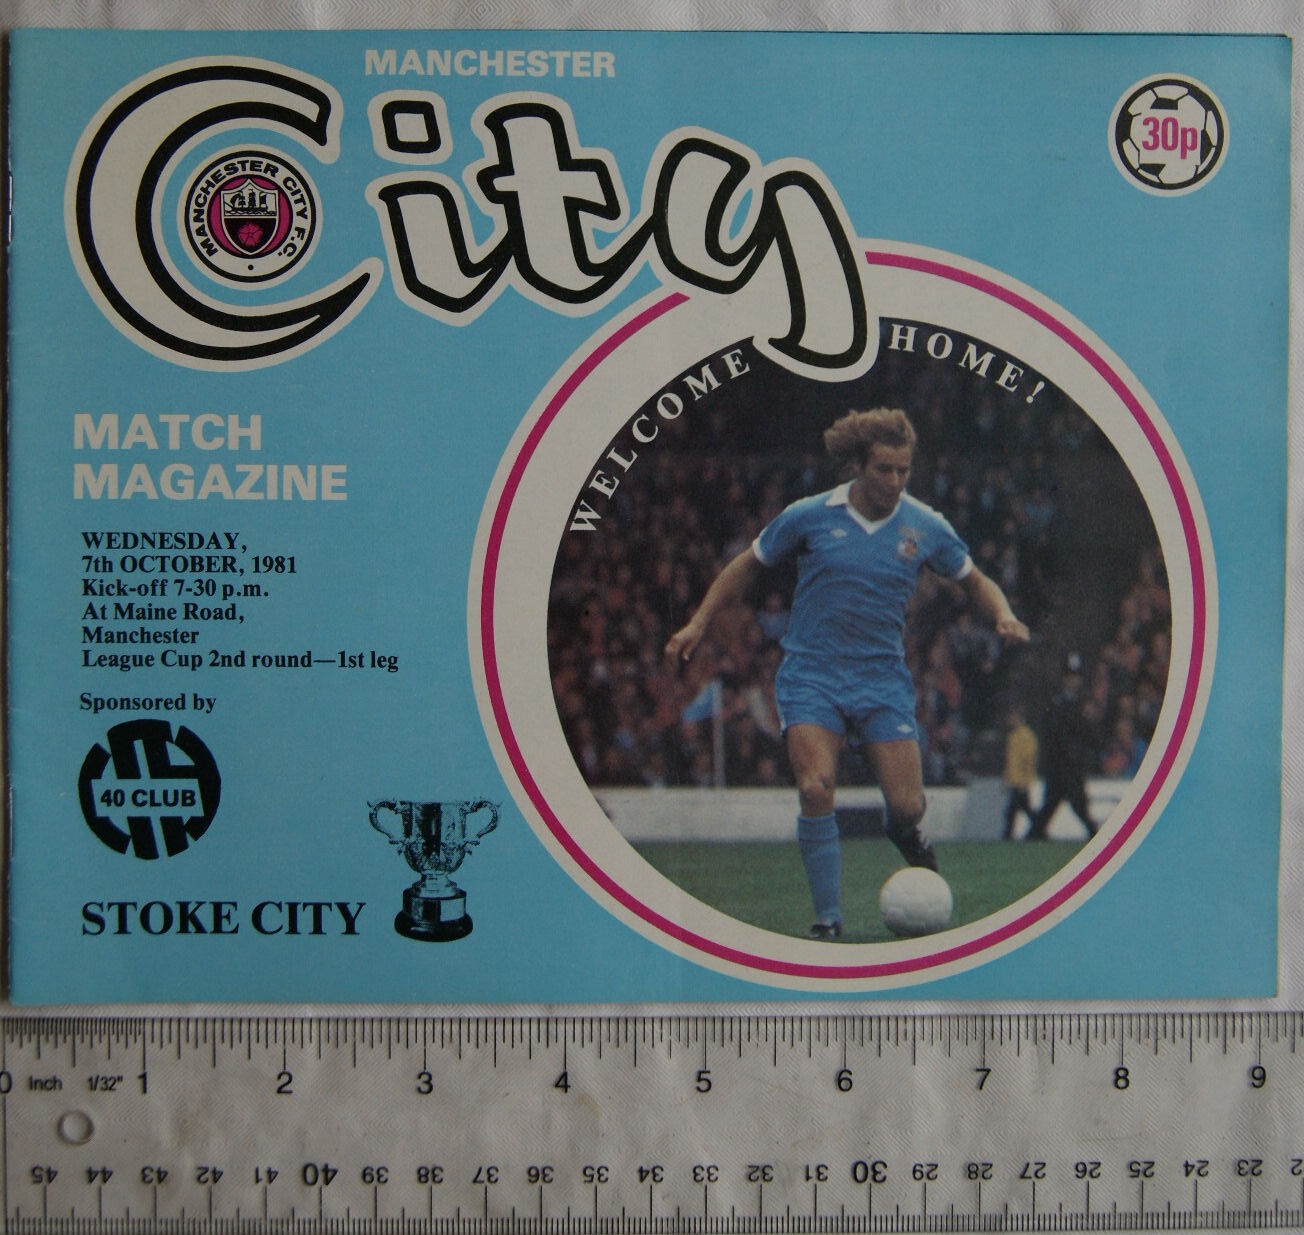 MANCHESTER
City
MANCHESTER CITY F.C.
30p
WELCOME HOME!
MATCH
MAGAZINE
WEDNESDAY,
7th OCTOBER, 1981
Kick-off 7-30 p.m.
At Maine Road,
Manchester
League Cup 2nd round—1st leg
Sponsored by
40 CLUB
STOKE CITY
0 Inch 1/32" 1 2 3 4 5 6 7 8 9
45 44 43 42 41 40 39 38 37 36 35 34 33 32 31 30 29 28 27 26 25 24 23